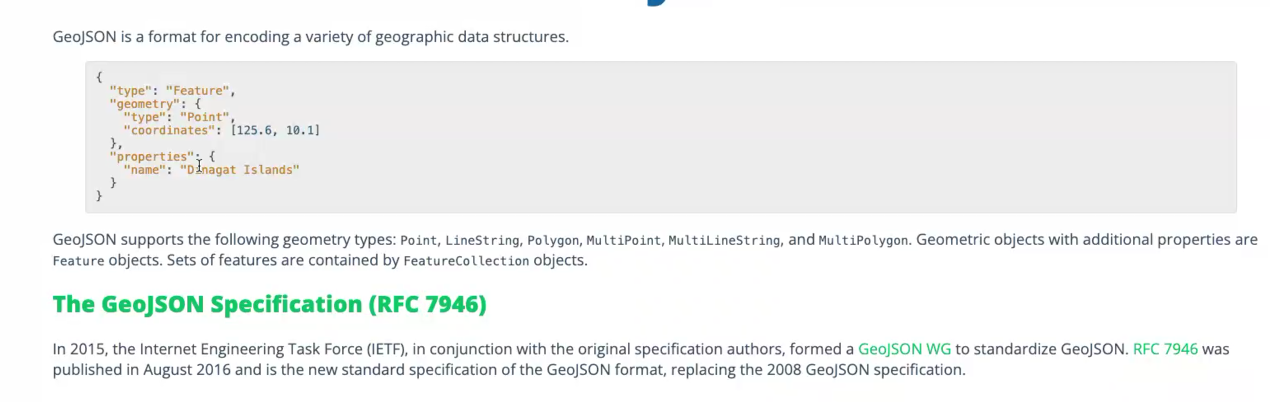 GeoJSON is a format for encoding a variety of geographic data structures.
{
  "type": "Feature",
  "geometry": {
    "type": "Point",
    "coordinates": [125.6, 10.1]
  },
  "properties": {
    "name": "Dinagat Islands"
  }
}
GeoJSON supports the following geometry types: Point, LineString, Polygon, MultiPoint, MultiLineString, and MultiPolygon. Geometric objects with additional properties are
Feature objects. Sets of features are contained by FeatureCollection objects.
The GeoJSON Specification (RFC 7946)
In 2015, the Internet Engineering Task Force (IETF), in conjunction with the original specification authors, formed a GeoJSON WG to standardize GeoJSON. RFC 7946 was
published in August 2016 and is the new standard specification of the GeoJSON format, replacing the 2008 GeoJSON specification.